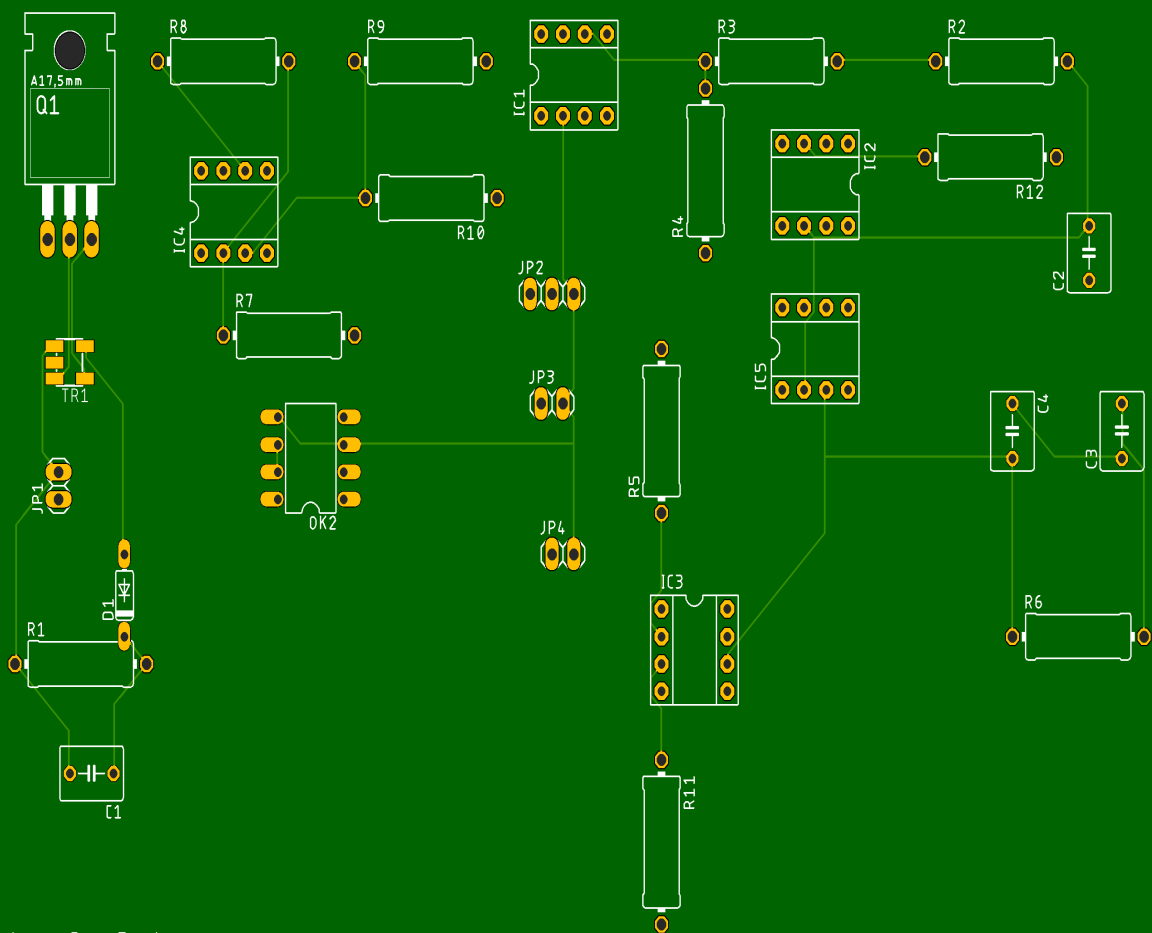 R8
R9
R3
R2
A17,5mm
Q1
IC1
IC2
R12
R4
IC4
R10
JP2
C2
R7
IC5
JP3
TR1
C4
C3
R5
JP1
OK2
JP4
IC3
D1
R1
R6
R11
C1